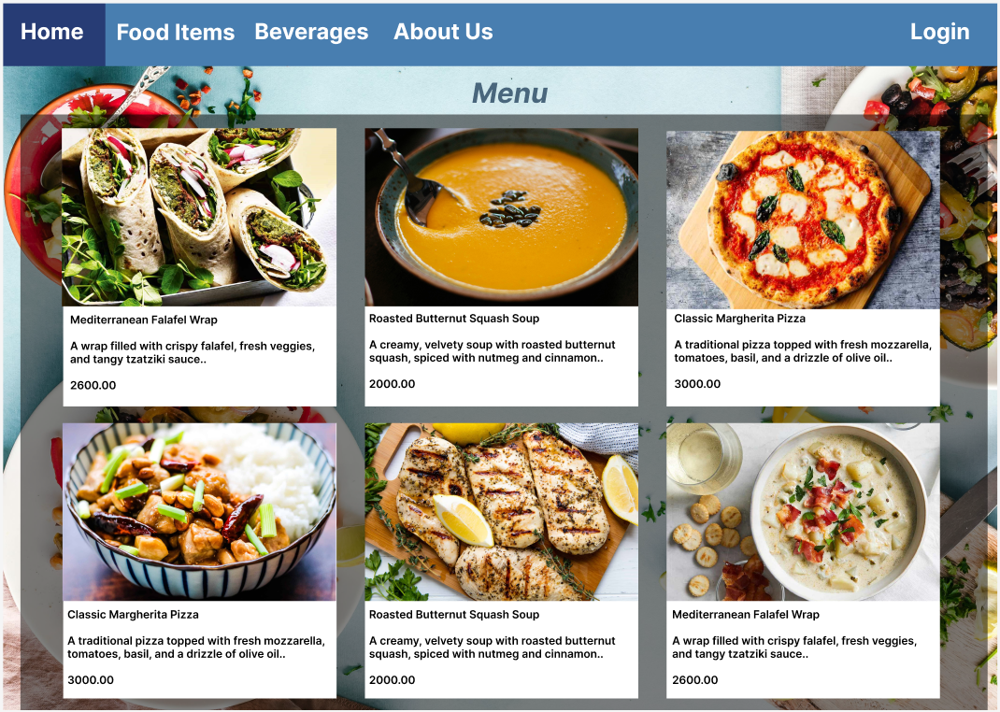 Home Food Items Beverages About Us Login
Menu
Mediterranean Falafel Wrap
A wrap filled with crispy falafel, fresh veggies,
and tangy tzatziki sauce..
2600.00
Roasted Butternut Squash Soup
A creamy, velvety soup with roasted butternut
squash, spiced with nutmeg and cinnamon..
2000.00
Classic Margherita Pizza
A traditional pizza topped with fresh mozzarella,
tomatoes, basil, and a drizzle of olive oil..
3000.00
Classic Margherita Pizza
A traditional pizza topped with fresh mozzarella,
tomatoes, basil, and a drizzle of olive oil..
3000.00
Roasted Butternut Squash Soup
A creamy, velvety soup with roasted butternut
squash, spiced with nutmeg and cinnamon..
2000.00
Mediterranean Falafel Wrap
A wrap filled with crispy falafel, fresh veggies,
and tangy tzatziki sauce..
2600.00